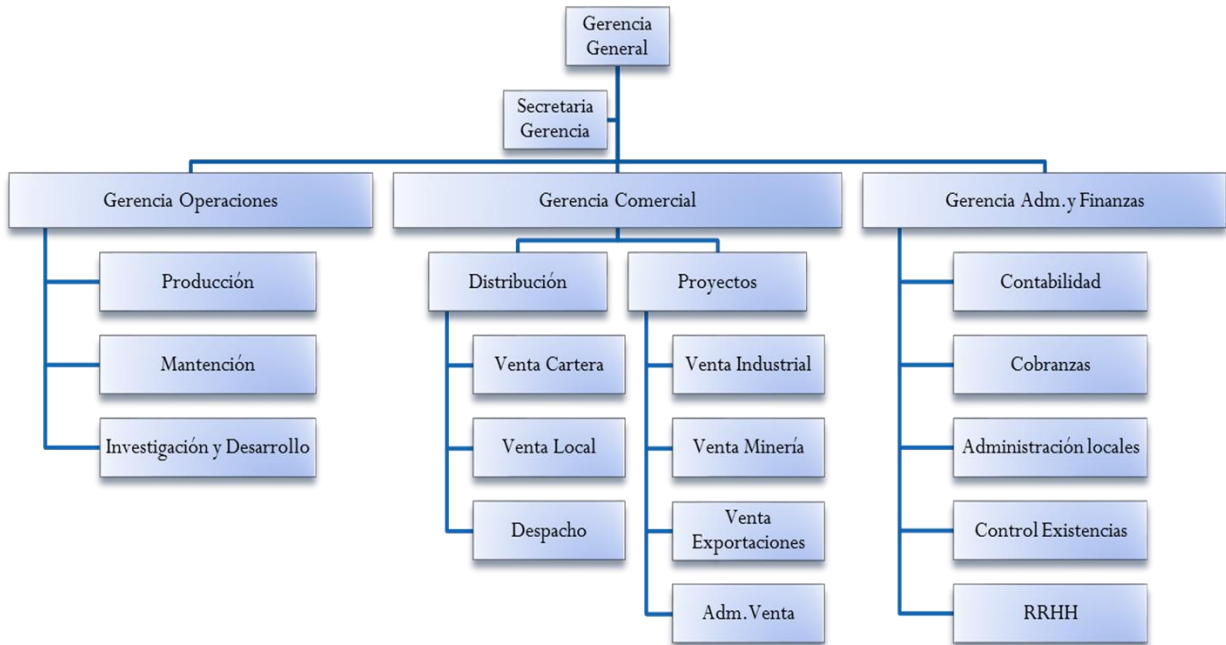 Gerencia
General
Secretaria
Gerencia
Gerencia Operaciones
Gerencia Comercial
Gerencia Adm. y Finanzas
Producción
Mantención
Investigación y Desarrollo
Distribución
Venta Cartera
Venta Local
Despacho
Proyectos
Venta Industrial
Venta Minería
Venta
Exportaciones
Adm. Venta
Contabilidad
Cobranzas
Administración locales
Control Existencias
RRHH